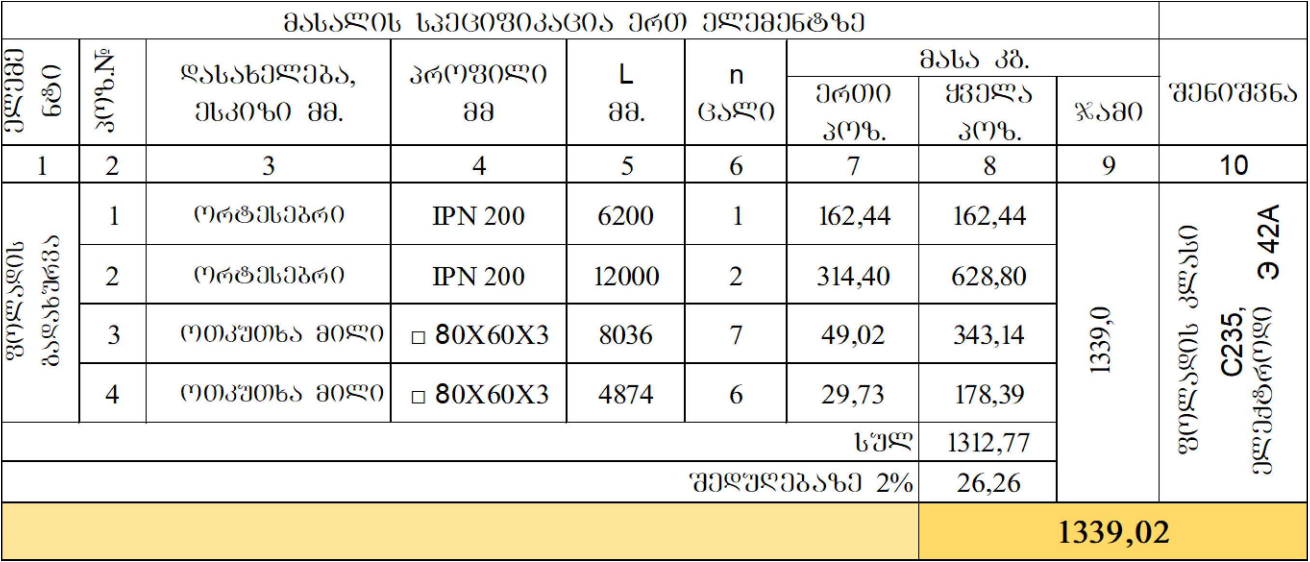 მასალის სპეციფიკაცია ერთ ელემენტზე
ელემე
ნტი
პოზ.№
დასახელება,
ესკიზი მმ.
პროფილი
მმ
L
მმ.
n
ცალი
მასა კგ.
ერთი
პოზ.
ყველა
პოზ.
ჯამი
შენიშვნა
1 2 3 4 5 6 7 8 9 10
ფოლადის
გადახურვა
1 ორტესებრი IPN 200 6200 1 162,44 162,44
2 ორტესებრი IPN 200 12000 2 314,40 628,80
3 ოთკუთხა მილი □ 80X60X3 8036 7 49,02 343,14
4 ოთკუთხა მილი □ 80X60X3 4874 6 29,73 178,39
1339,0
ფოლადის კლასი
C235,
ელექტროდი Э 42A
სულ 1312,77
შედუღებაზე 2% 26,26
1339,02